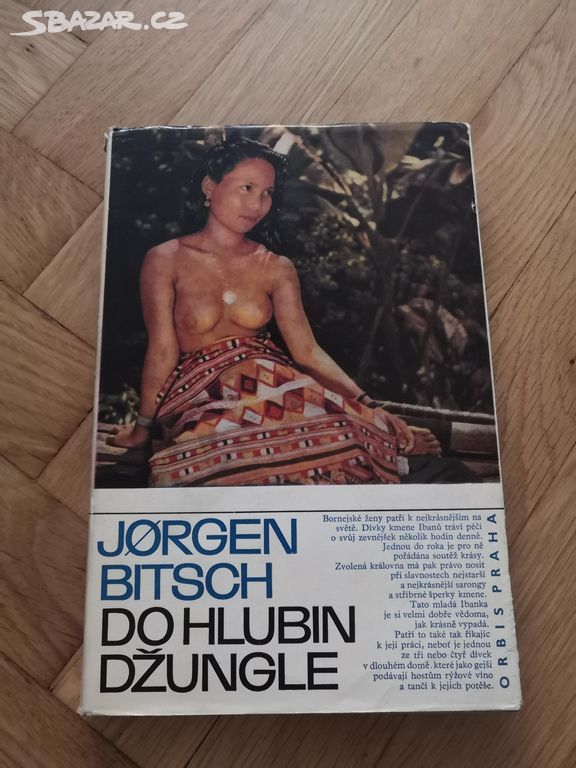 SBAZAR.CZ
JØRGEN
BITSCH
DO HLUBIN
DŽUNGLE
Bornejské ženy patří k nejkrásnějším na
světě. Dívky kmene Ibanů tráví péčí
o svůj zevnějšek několik hodin denně.
Jednou do roka je pro ně
pořádána soutěž krásy.
Zvolená královna má pak právo nosit
při slavnostech nejstarší
a nejkrásnější sarongy
a stříbrné šperky kmene.
Tato mladá Ibanka
je si velmi dobře vědoma,
jak krásně vypadá.
Patří to také tak říkajíc
k její práci, neboť je jednou
ze tří nebo čtyř dívek
v dlouhém domě, které jako gejši
podávají hostům rýžové víno
a tančí k jejich potěše.
ORBIS PRAHA